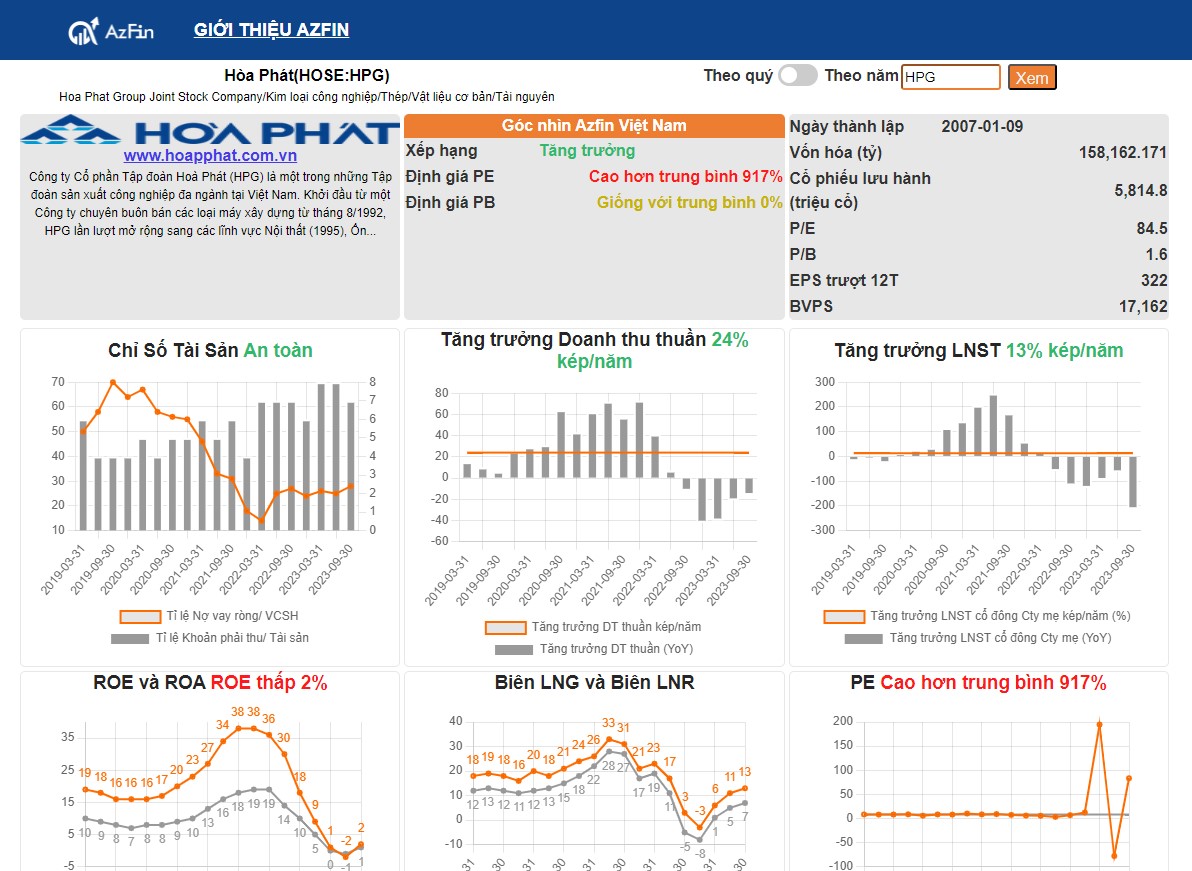 AzFin
GIỚI THIỆU AZFIN
Hòa Phát(HOSE:HPG)
Theo quý
Theo năm
HPG
Xem
Hoa Phat Group Joint Stock Company/Kim loại công nghiệp/Thép/Vật liệu cơ bản/Tài nguyên
HÒA PHÁT
www.hoapphat.com.vn
Công ty Cổ phần Tập đoàn Hoà Phát (HPG) là một trong những Tập
đoàn sản xuất công nghiệp đa ngành tại Việt Nam. Khởi đầu từ một
Công ty chuyên buôn bán các loại máy xây dựng từ tháng 8/1992,
HPG lần lượt mở rộng sang các lĩnh vực Nội thất (1995), Ốn...
Góc nhìn Azfin Việt Nam
Xếp hạng Tăng trưởng
Định giá PE Cao hơn trung bình 917%
Định giá PB Giống với trung bình 0%
Ngày thành lập 2007-01-09
Vốn hóa (tỷ) 158,162.171
Cổ phiếu lưu hành
(triệu cổ) 5,814.8
P/E 84.5
P/B 1.6
EPS trượt 12T 322
BVPS 17,162
Chỉ Số Tài Sản An toàn
70
60
50
40
30
20
10
8
7
6
5
4
3
2
1
0
2019-03-31
2019-09-30
2020-03-31
2020-09-30
2021-03-31
2021-09-30
2022-03-31
2022-09-30
2023-03-31
2023-09-30
Tỉ lệ Nợ vay ròng/ VCSH
Tỉ lệ Khoản phải thu/ Tài sản
Tăng trưởng Doanh thu thuần 24%
kép/năm
80
60
40
20
0
-20
-40
-60
2019-03-31
2019-09-30
2020-03-31
2020-09-30
2021-03-31
2021-09-30
2022-03-31
2022-09-30
2023-03-31
2023-09-30
Tăng trưởng DT thuần kép/năm
Tăng trưởng DT thuần (YoY)
Tăng trưởng LNST 13% kép/năm
300
200
100
0
-100
-200
-300
2019-03-31
2019-09-30
2020-03-31
2020-09-30
2021-03-31
2021-09-30
2022-03-31
2022-09-30
2023-03-31
2023-09-30
Tăng trưởng LNST cổ đông Cty mẹ kép/năm (%)
Tăng trưởng LNST cổ đông Cty mẹ (YoY)
ROE và ROA ROE thấp 2%
35
25
15
5
-5
19 18 16 16 16 17 20 23 27 34 38 38 36 30 18 9 1 -2 2
10 9 8 7 8 8 9 10 13 16 18 19 19 14 10 5 0 -1 1
Biên LNG và Biên LNR
40
30
20
10
0
-10
18 19 18 16 20 18 21 24 26 33 31 21 23 17 3 -3 6 11 13
12 13 12 11 12 13 15 18 22 28 27 17 19 11 -5 -8 1 5 7
31 30 31 30 31 30 31 30 31 30
PE Cao hơn trung bình 917%
200
150
100
50
0
-50
-100